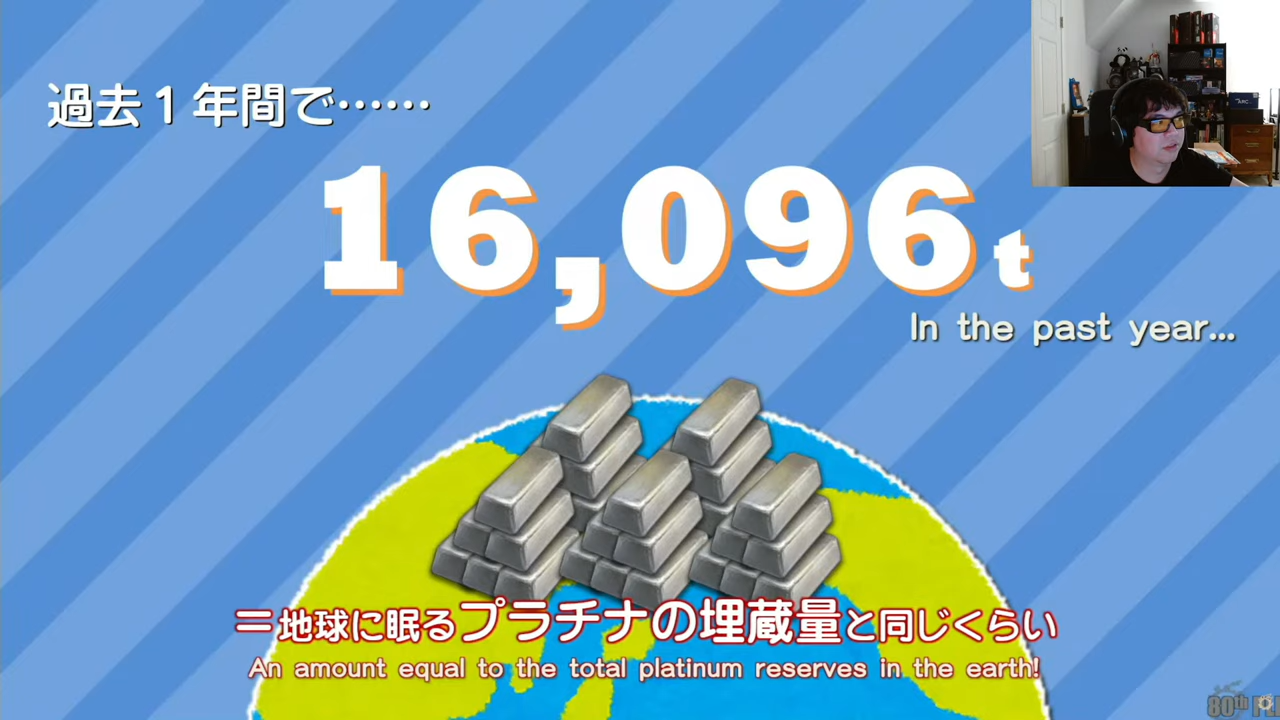 過去1年間で……
16,096t
In the past year...
=地球に眠るプラチナの埋蔵量と同じくらい
An amount equal to the total platinum reserves in the earth!
80th